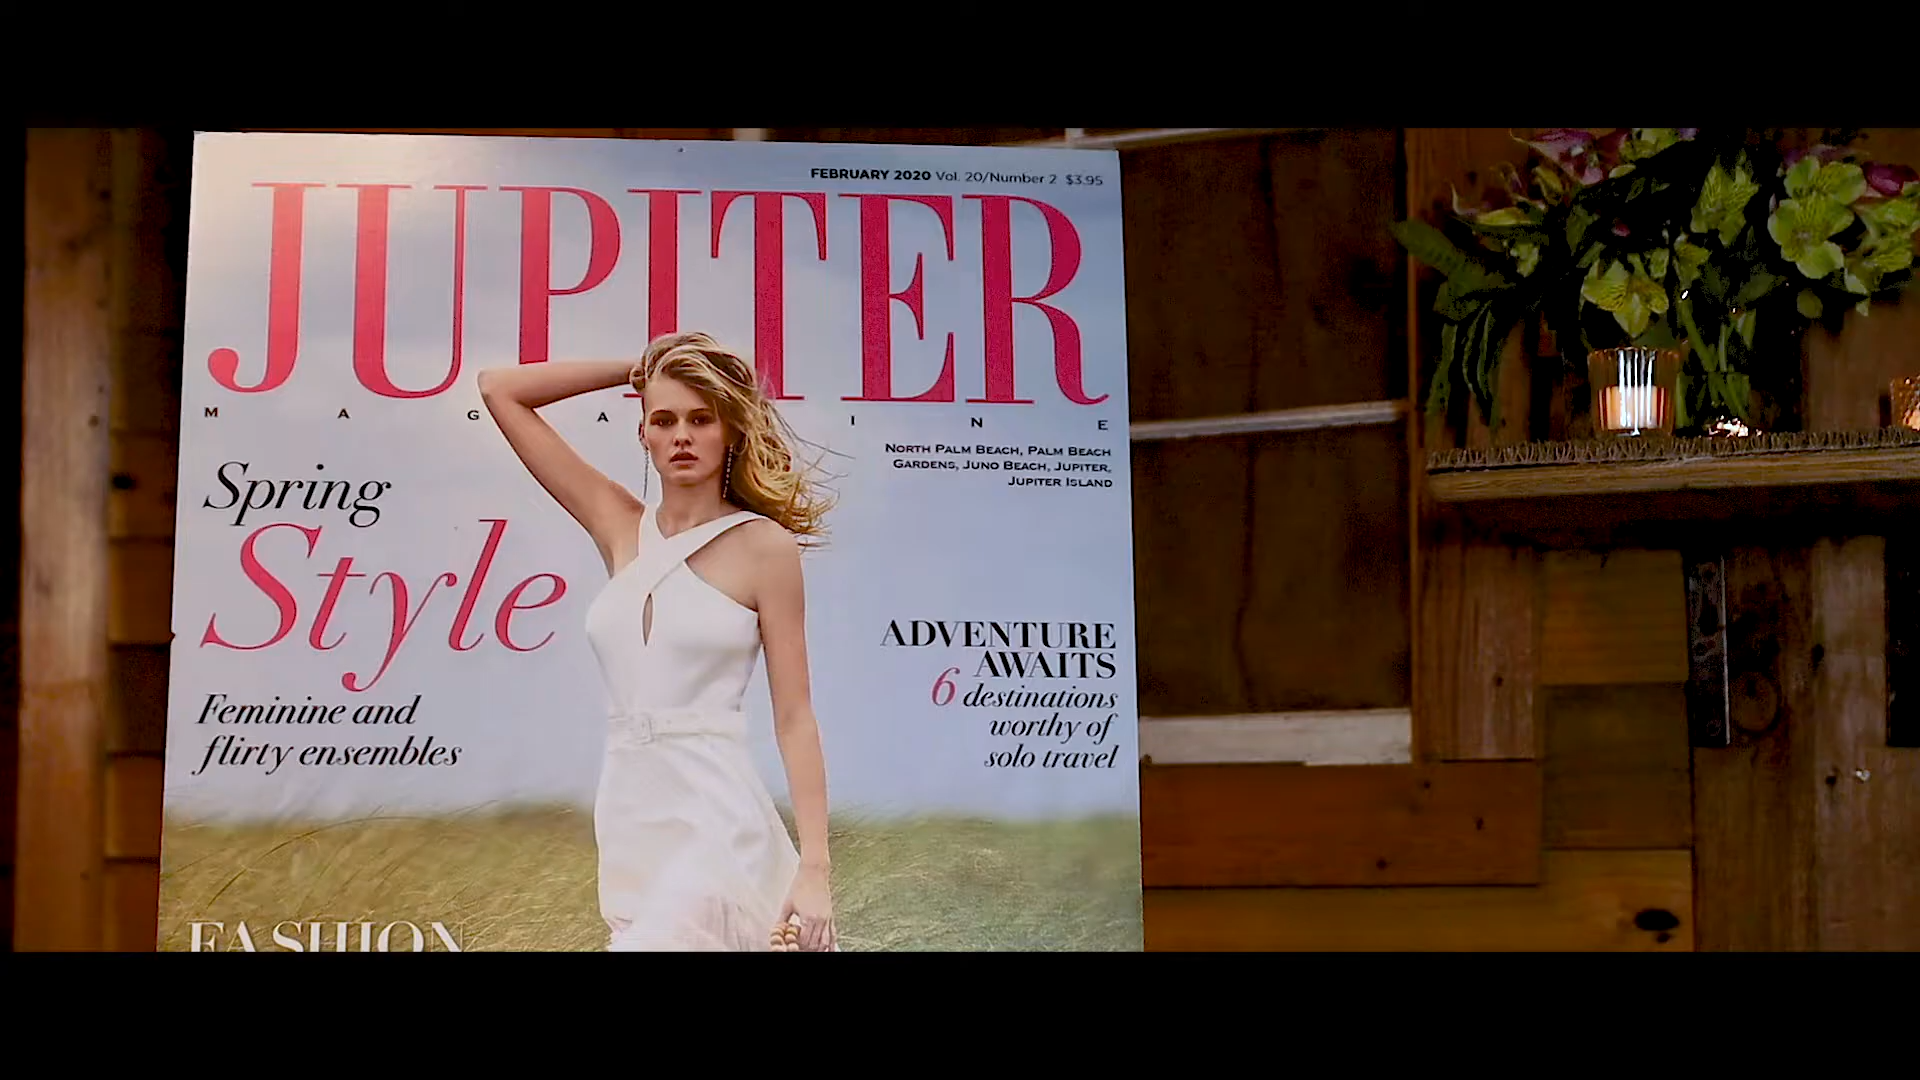 FEBRUARY 2020 Vol. 20/Number 2 $3.95
JUPITER
MAGAZINE
NORTH PALM BEACH, PALM BEACH
GARDENS, JUNO BEACH, JUPITER,
JUPITER ISLAND
Spring
Style
Feminine and
flirty ensembles
ADVENTURE
AWAITS
6 destinations
worthy of
solo travel
FASHION